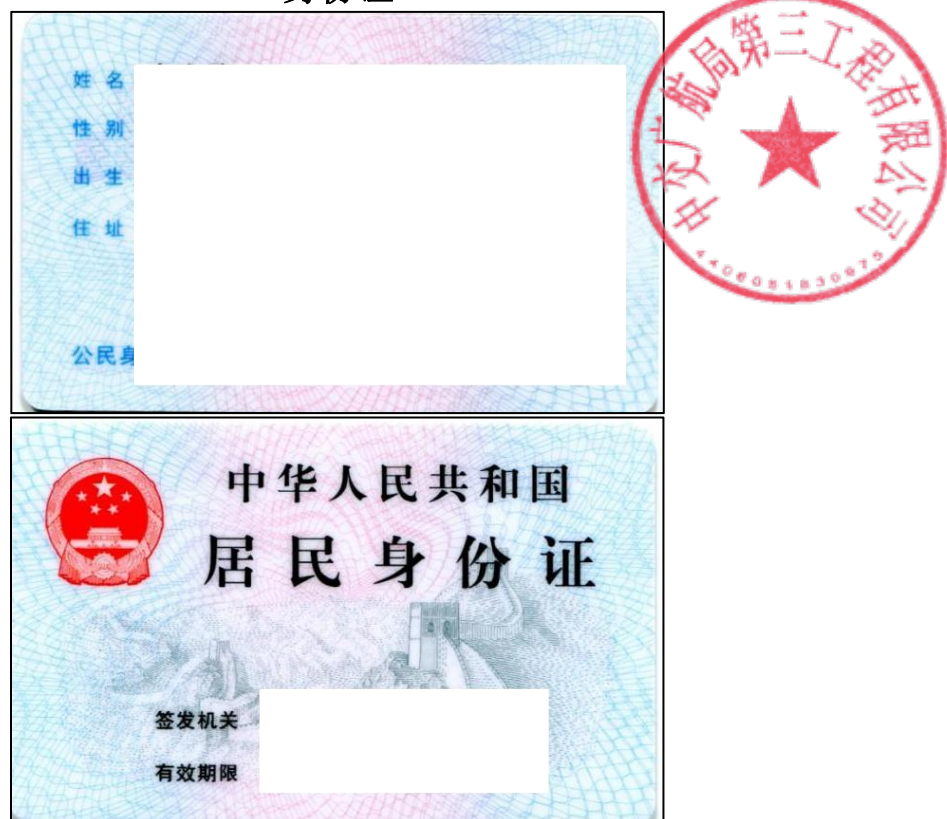 身份证
中交广航局第三工程有限公司
4406051830675
姓名
性别
出生
住址
公民身
中华人民共和国
居民身份证
签发机关
有效期限